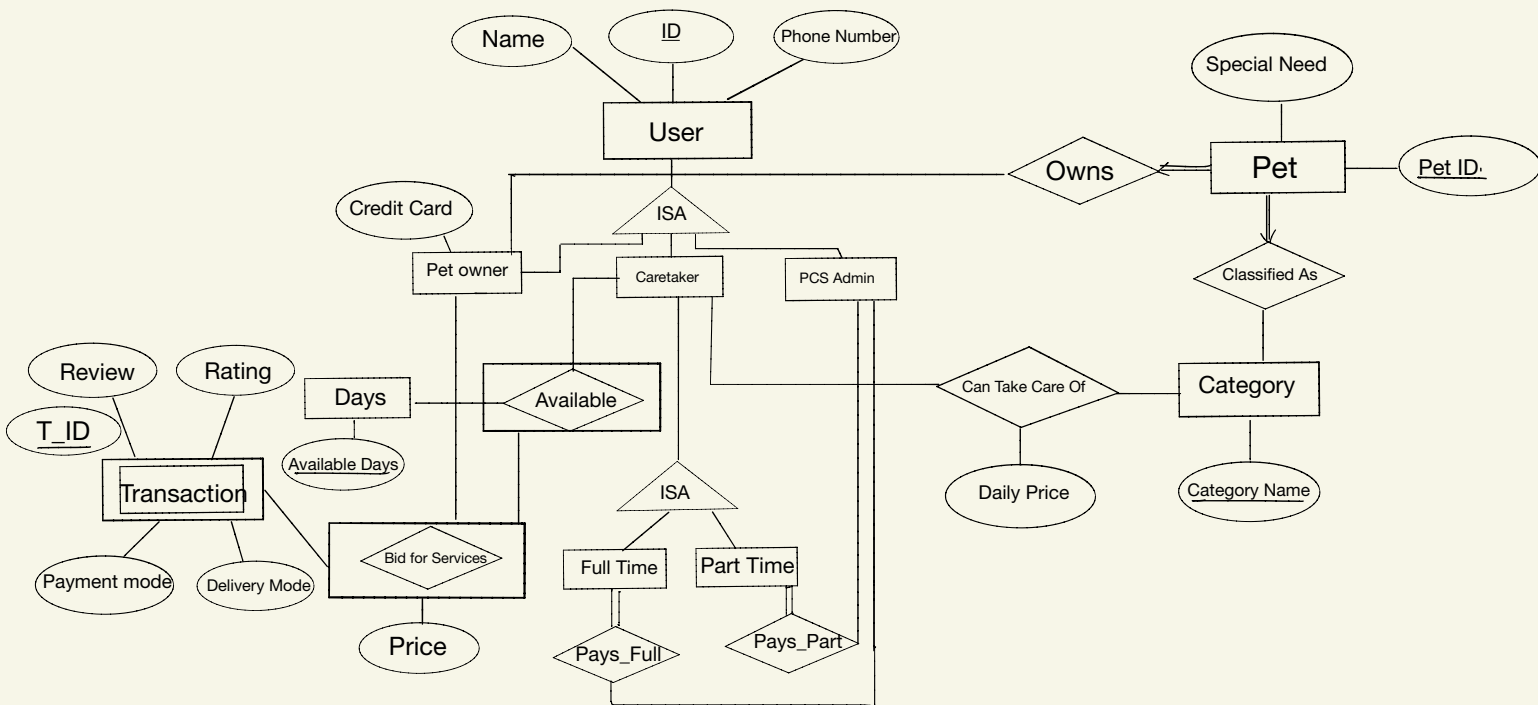 Name
ID
Phone Number
User
Special Need
Owns
Pet
Pet ID
Credit Card
ISA
Pet owner
Caretaker
PCS Admin
Classified As
Review
Rating
T_ID
Days
Available
Can Take Care Of
Category
Available Days
Transaction
ISA
Daily Price
Category Name
Payment mode
Delivery Mode
Bid for Services
Full Time
Part Time
Price
Pays_Full
Pays_Part